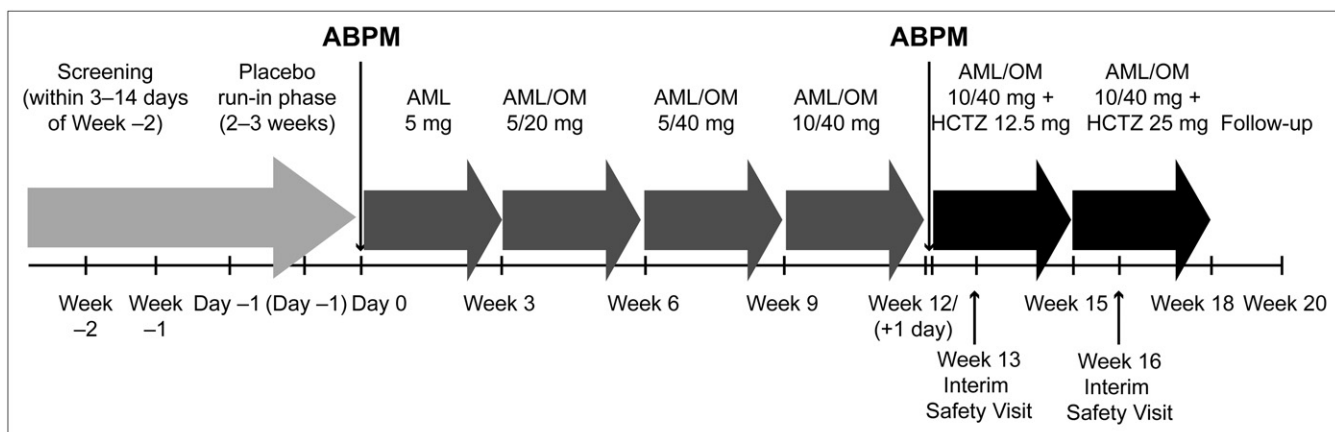 ABPM
ABPM
Screening
(within 3–14 days
of Week –2)
Placebo
run-in phase
(2–3 weeks)
AML
5 mg
AML/OM
5/20 mg
AML/OM
5/40 mg
AML/OM
10/40 mg
AML/OM
10/40 mg +
HCTZ 12.5 mg
AML/OM
10/40 mg +
HCTZ 25 mg
Follow-up
Week
–2
Week
–1
Day –1
(Day –1)
Day 0
Week 3
Week 6
Week 9
Week 12/
(+1 day)
Week 15
Week 18
Week 20
Week 13
Interim
Safety Visit
Week 16
Interim
Safety Visit